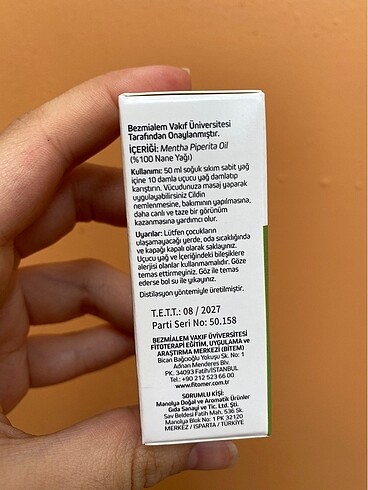 Bezmialem Vakıf Üniversitesi
Tarafından Onaylanmıştır.
İÇERİĞİ: Mentha Piperita Oil
(%100 Nane Yağı)
Kullanımı: 50 ml soğuk sıkım sabit yağ
içine 10 damla uçucu yağ damlatıp
karıştırın. Vücudunuza masaj yaparak
uygulayabilirsiniz Cildin
nemlenmesine, bakımının yapılmasına,
daha canlı ve taze bir görünüm
kazanmasına yardımcı olur.
Uyarılar: Lütfen çocukların
ulaşamayacağı yerde, oda sıcaklığında
ve kapağı kapalı olarak saklayınız.
Uçucu yağ ve İçeriğindeki bileşiklere
alerjisi olanlar kullanmamalıdır. Göze
temas ettirmeyiniz. Göz ile temas
ederse bol su ile yıkayınız.
Distilasyon yöntemiyle üretilmiştir.
T.E.T.T.: 08 / 2027
Parti Seri No: 50.158
BEZMİALEM VAKIF ÜNİVERSİTESİ
FİTOTERAPİ EĞİTİM, UYGULAMA ve
ARAŞTIRMA MERKEZİ (BİTEM)
Bican Bağcıoğlu Yokuşu Sk. No: 1
Adnan Menderes Blv.
PK. 34093 Fatih/İSTANBUL
Tel.: +90 212 523 66 00
www.fitomer.com.tr
SORUMLU KİŞİ:
Manolya Doğal ve Aromatik Ürünler
Gıda Sanayi ve Tic. Ltd. Şti.
Sav Beldesi Fatih Mah. 536 Sk.
Manolya Blok No: 1 PK 32120
MERKEZ / ISPARTA / TÜRKİYE